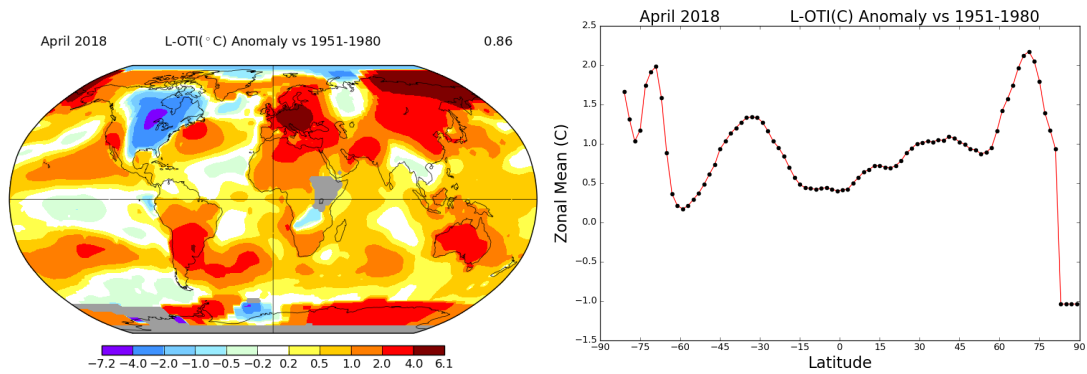 April 2018 L-OTI(°C) Anomaly vs 1951-1980 0.86
−7.2 −4.0 −2.0 −1.0 −0.5 −0.2 0.2 0.5 1.0 2.0 4.0 6.1
April 2018 L-OTI(C) Anomaly vs 1951-1980
Zonal Mean (C)
2.5
2.0
1.5
1.0
0.5
0.0
−0.5
−1.0
−1.5
−90 −75 −60 −45 −30 −15 0 15 30 45 60 75 90
Latitude